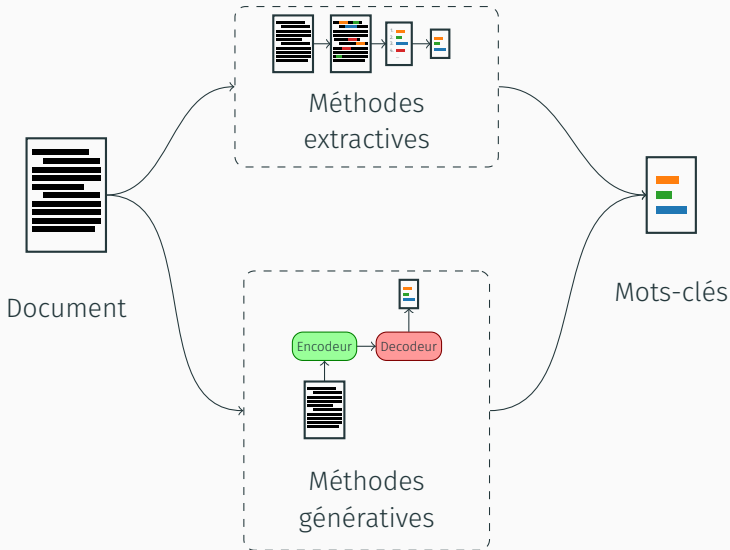 Méthodes
extractives
Document
Mots-clés
Encodeur
Decodeur
Méthodes
génératives